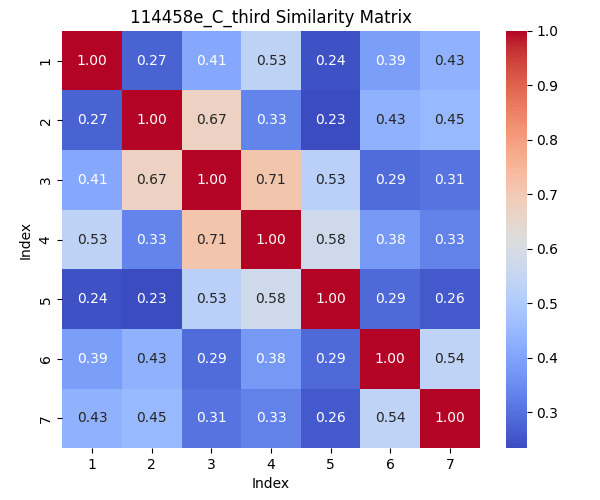 114458e_C_third Similarity Matrix
1 1.00 0.27 0.41 0.53 0.24 0.39 0.43
2 0.27 1.00 0.67 0.33 0.23 0.43 0.45
3 0.41 0.67 1.00 0.71 0.53 0.29 0.31
4 0.53 0.33 0.71 1.00 0.58 0.38 0.33
5 0.24 0.23 0.53 0.58 1.00 0.29 0.26
6 0.39 0.43 0.29 0.38 0.29 1.00 0.54
7 0.43 0.45 0.31 0.33 0.26 0.54 1.00
1 2 3 4 5 6 7
Index
Index
1.0
0.9
0.8
0.7
0.6
0.5
0.4
0.3